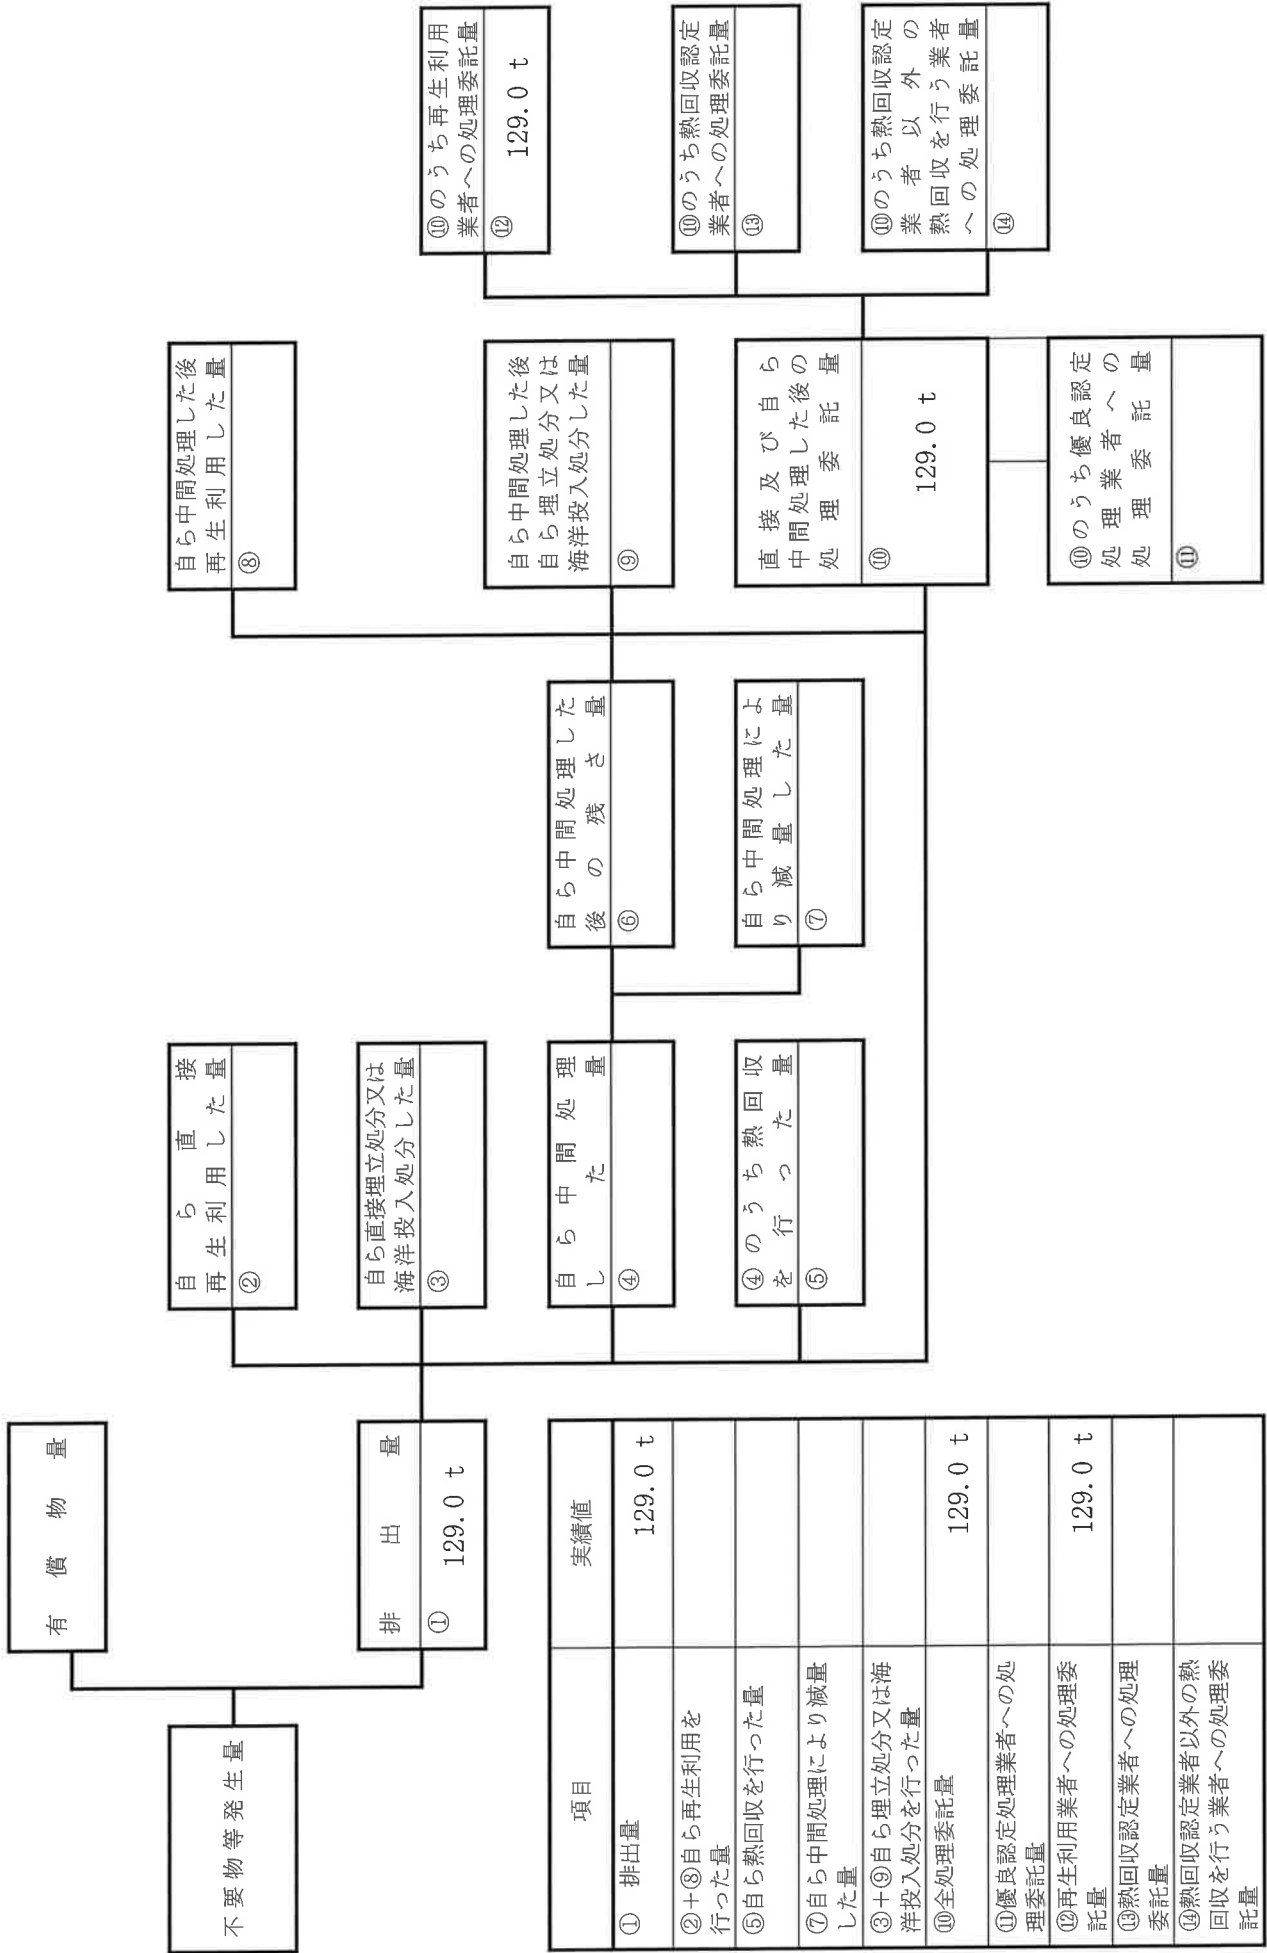 不要物等発生量
有償物量
排出量
① 129.0 t
自ら直接
再生利用した量
②
自ら直接埋立処分又は
海洋投入処分した量
③
自ら中間処理
した量
④
④のうち熱回収
を行った量
⑤
自ら中間処理した
後の残さ量
⑥
自ら中間処理によ
り減量した量
⑦
自ら中間処理した後
再生利用した量
⑧
自ら中間処理した後
自ら埋立処分又は
海洋投入処分した量
⑨
直接及び自ら
中間処理した後の
処理委託量
⑩
129.0 t
⑩のうち優良認定
処理業者への
処理委託量
⑪
⑩のうち再生利用
業者への処理委託量
⑫
129.0 t
⑩のうち熱回収認定
業者への処理委託量
⑬
⑩のうち熱回収認定
業者以外の
熱回収を行う業者
への処理委託量
⑭
項目 実績値
① 排出量 129.0 t
②+⑧自ら再生利用を
行った量
⑤自ら熱回収を行った量
⑦自ら中間処理により減量
した量
③+⑨自ら埋立処分又は海
洋投入処分を行った量
⑩全処理委託量 129.0 t
⑪優良認定処理業者への処
理委託量
⑫再生利用業者への処理委
託量 129.0 t
⑬熱回収認定業者への処理
委託量
⑭熱回収認定業者以外の熱
回収を行う業者への処理委
託量